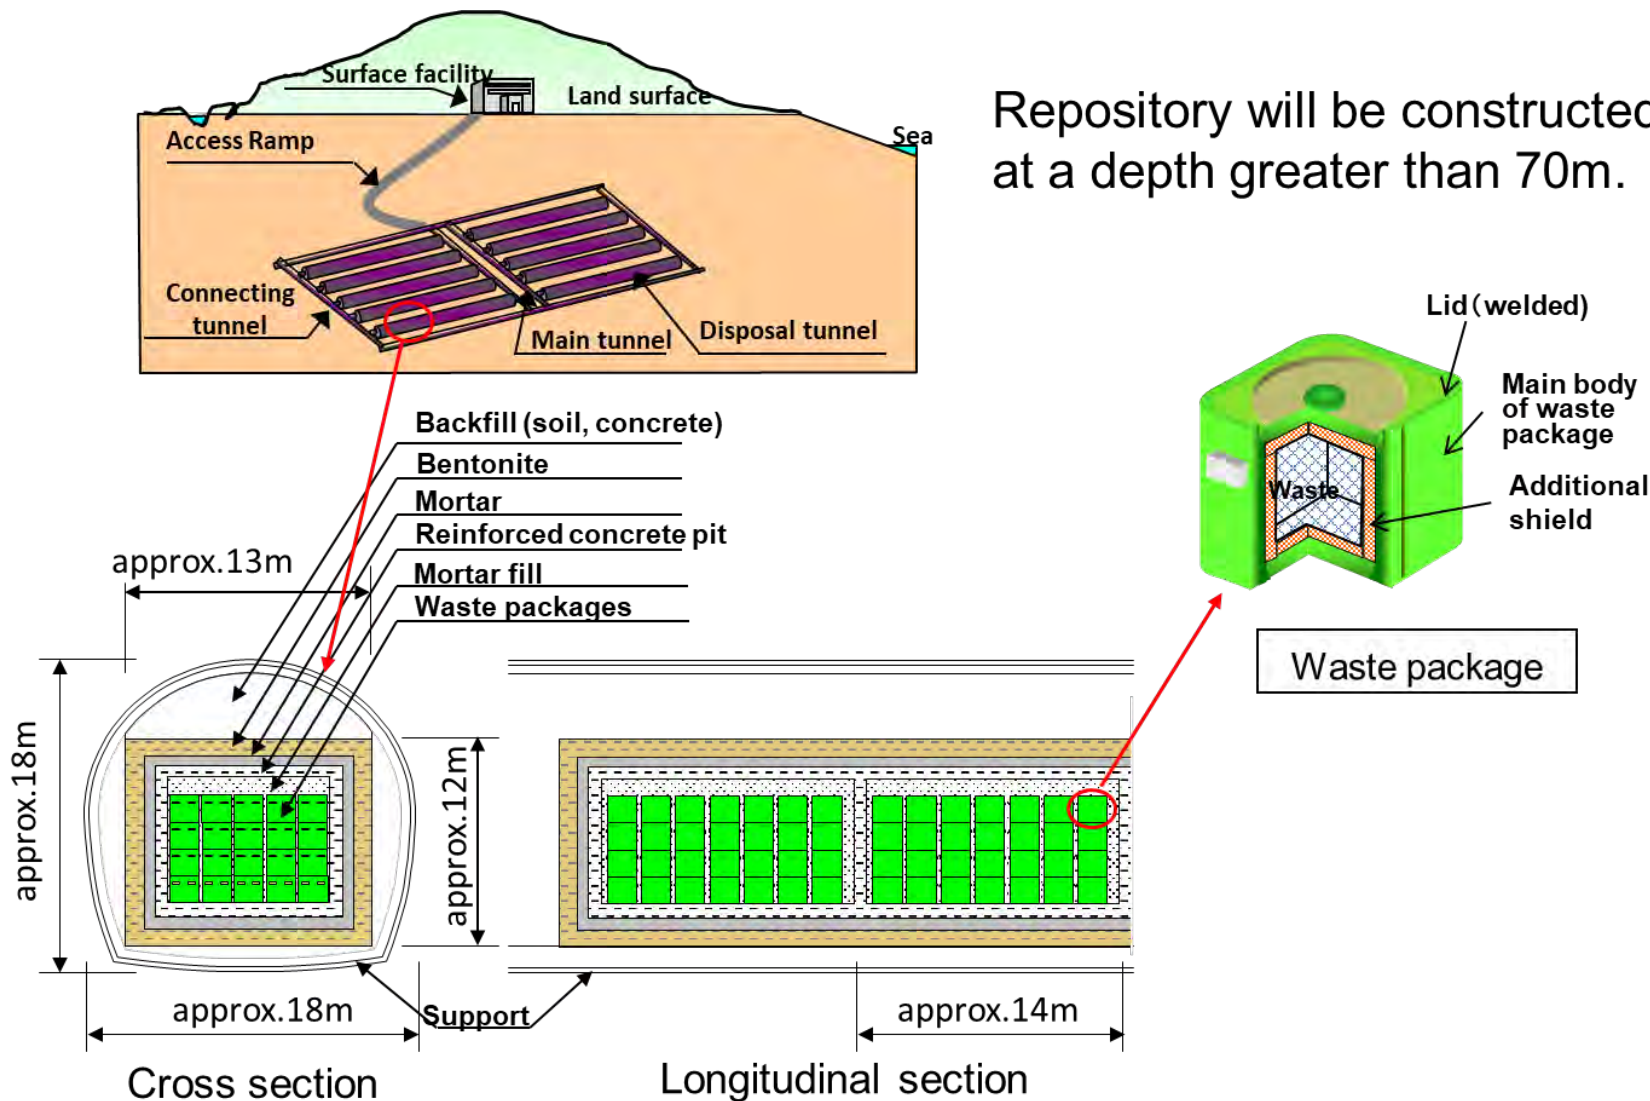 Surface facility
Land surface
Access Ramp
Sea
Connecting
tunnel
Main tunnel
Disposal tunnel
Repository will be constructed
at a depth greater than 70m.
Lid (welded)
Main body
of waste
package
Waste
Additional
shield
Waste package
Backfill (soil, concrete)
Bentonite
Mortar
Reinforced concrete pit
Mortar fill
Waste packages
approx.13m
approx.18m
approx.12m
approx.18m
Support
approx.14m
Cross section
Longitudinal section